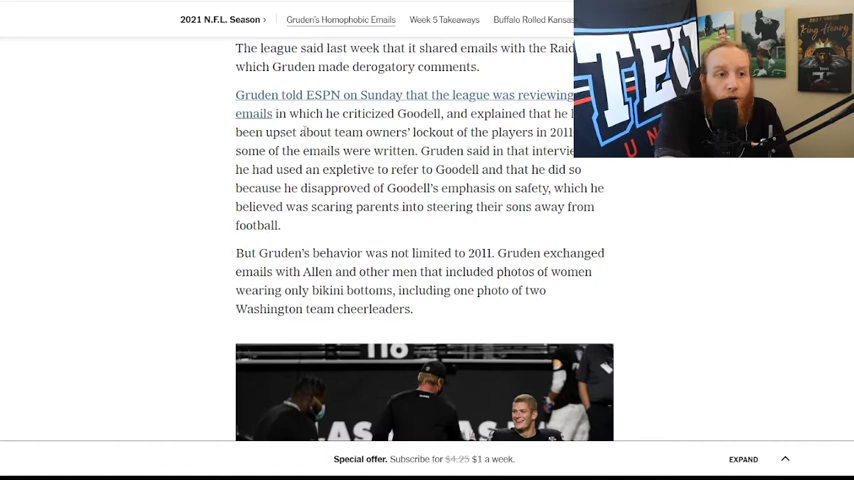 2021 N.F.L. Season › Gruden's Homophobic Emails Week 5 Takeaways Buffalo Rolled Kansas
The league said last week that it shared emails with the Raid
which Gruden made derogatory comments.
Gruden told ESPN on Sunday that the league was reviewing
emails in which he criticized Goodell, and explained that he
been upset about team owners' lockout of the players in 2011
some of the emails were written. Gruden said in that intervie
he had used an expletive to refer to Goodell and that he did so
because he disapproved of Goodell's emphasis on safety, which he
believed was scaring parents into steering their sons away from
football.
But Gruden's behavior was not limited to 2011. Gruden exchanged
emails with Allen and other men that included photos of women
wearing only bikini bottoms, including one photo of two
Washington team cheerleaders.
Special offer. Subscribe for $4.25 $1 a week.
EXPAND
King Henry
TEN
UN